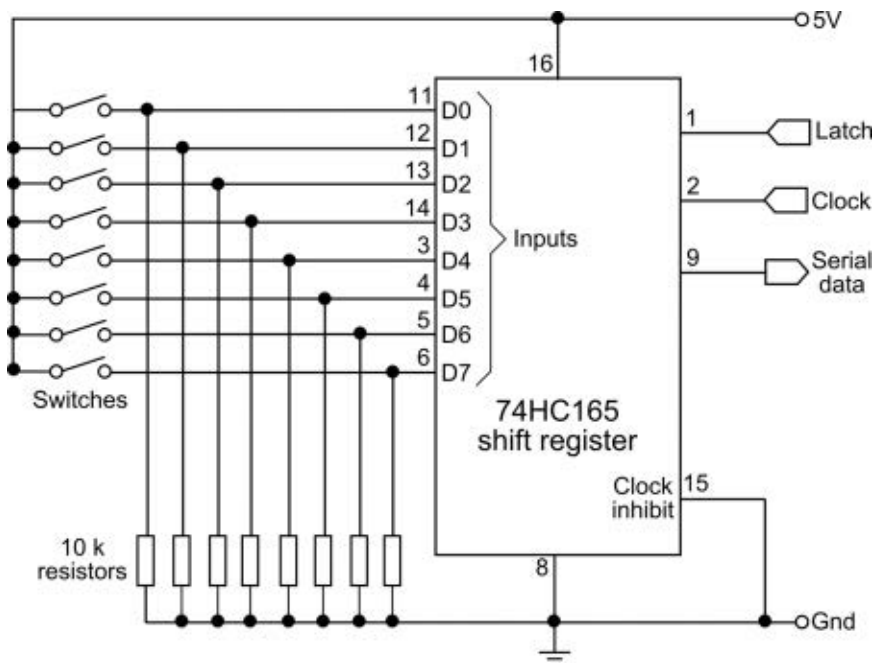 5V
16
11
D0
12
D1
13
D2
14
D3
3
D4
4
D5
5
D6
6
D7
Inputs
1
Latch
2
Clock
9
Serial
data
Switches
74HC165
shift register
Clock
inhibit
15
10 k
resistors
8
Gnd